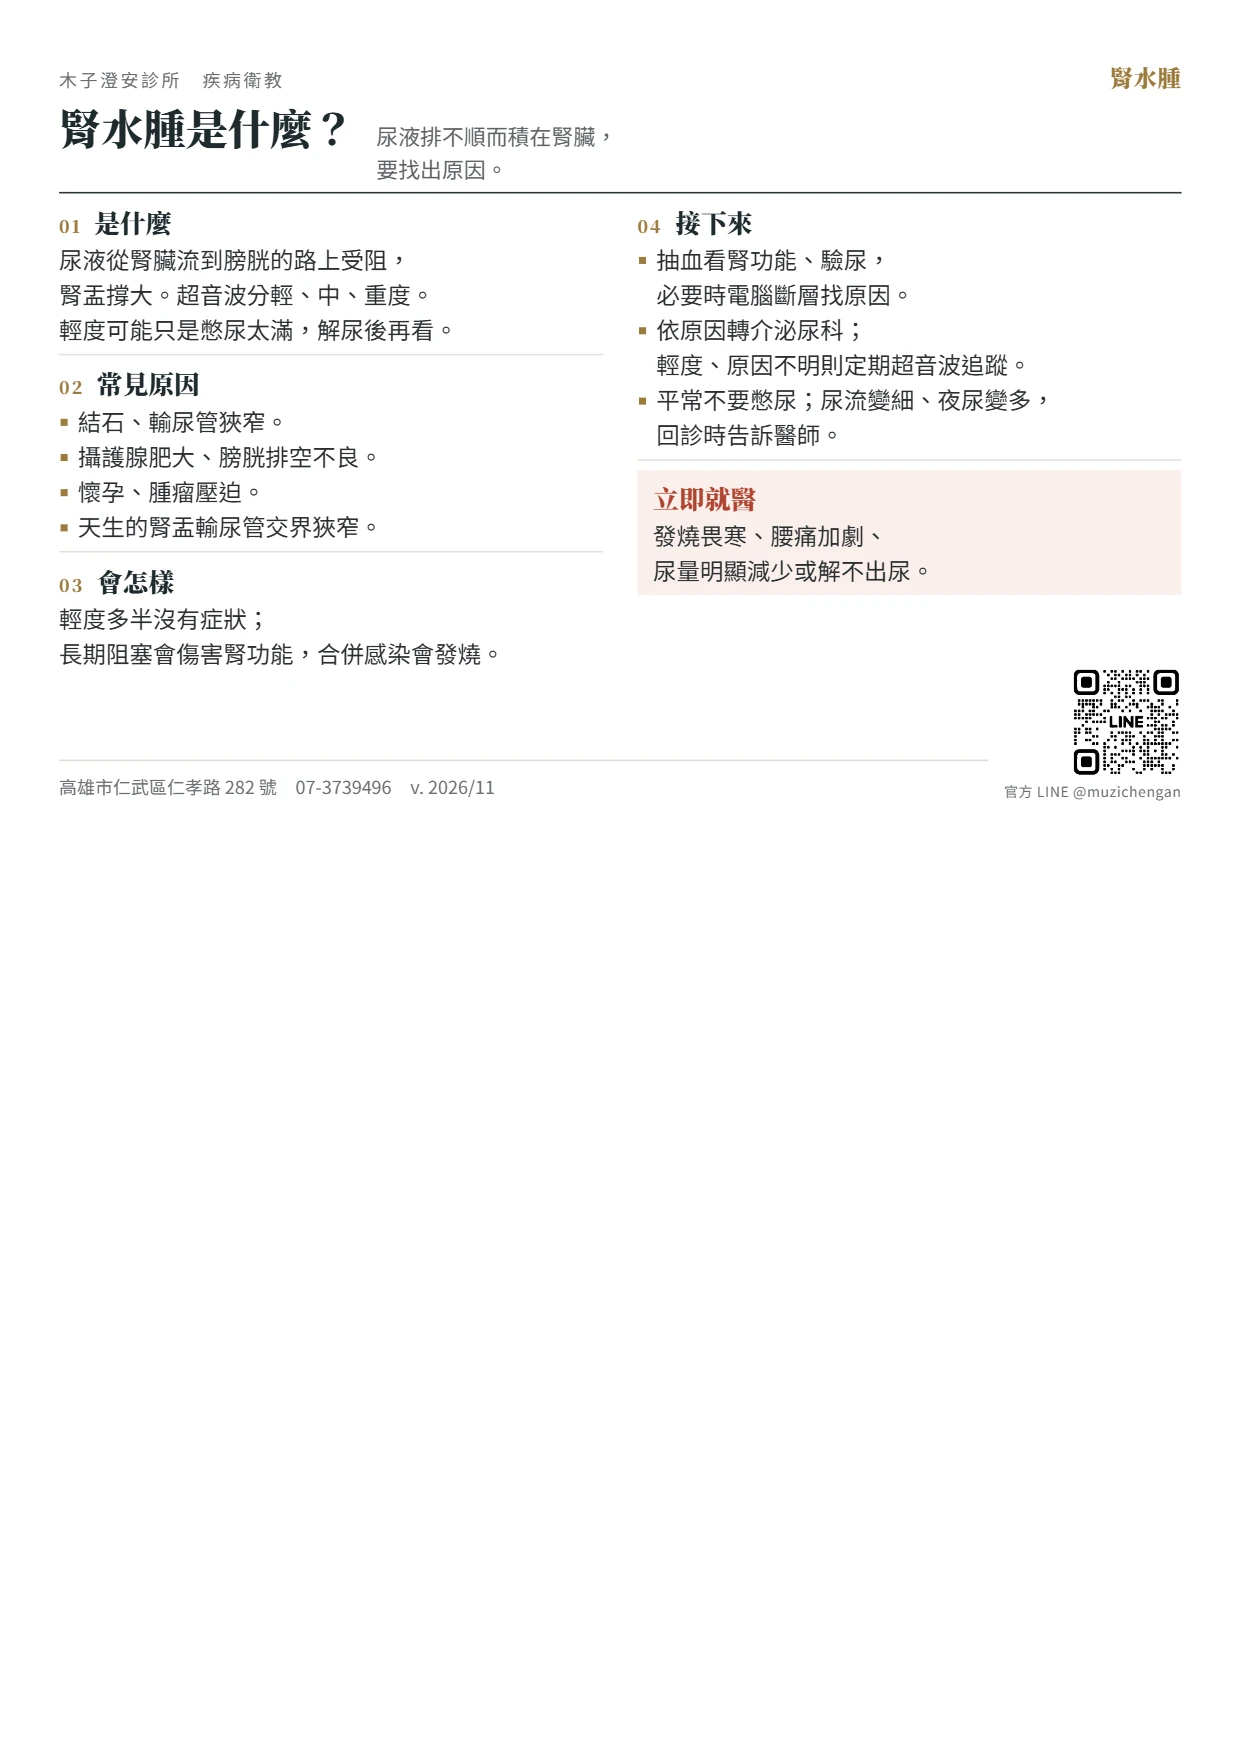 木子澄安診所　疾病衛教
腎水腫
腎水腫是什麼？
尿液排不順而積在腎臟，
要找出原因。
01 是什麼
尿液從腎臟流到膀胱的路上受阻，
腎盂撐大。超音波分輕、中、重度。
輕度可能只是憋尿太滿，解尿後再看。
02 常見原因
▪ 結石、輸尿管狹窄。
▪ 攝護腺肥大、膀胱排空不良。
▪ 懷孕、腫瘤壓迫。
▪ 天生的腎盂輸尿管交界狹窄。
03 會怎樣
輕度多半沒有症狀；
長期阻塞會傷害腎功能，合併感染會發燒。
04 接下來
▪ 抽血看腎功能、驗尿，
必要時電腦斷層找原因。
▪ 依原因轉介泌尿科；
輕度、原因不明則定期超音波追蹤。
▪ 平常不要憋尿；尿流變細、夜尿變多，
回診時告訴醫師。
立即就醫
發燒畏寒、腰痛加劇、
尿量明顯減少或解不出尿。
LINE
高雄市仁武區仁孝路 282 號　07-3739496　v. 2026/11
官方 LINE @muzichengan